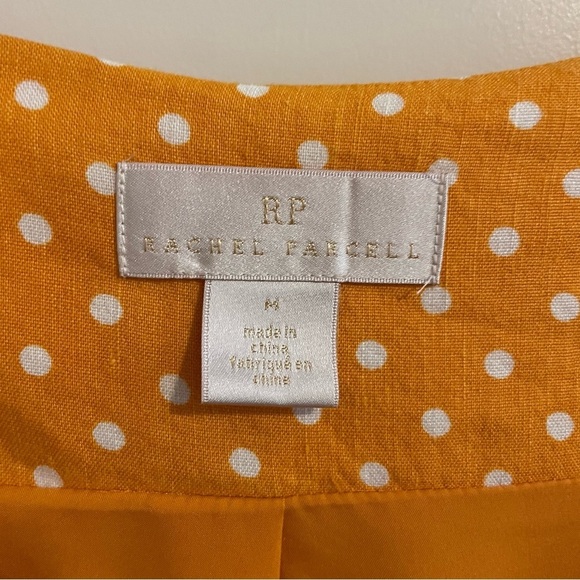 RP
RACHEL PARCELL
M
made in
china
fabriqué en
chine